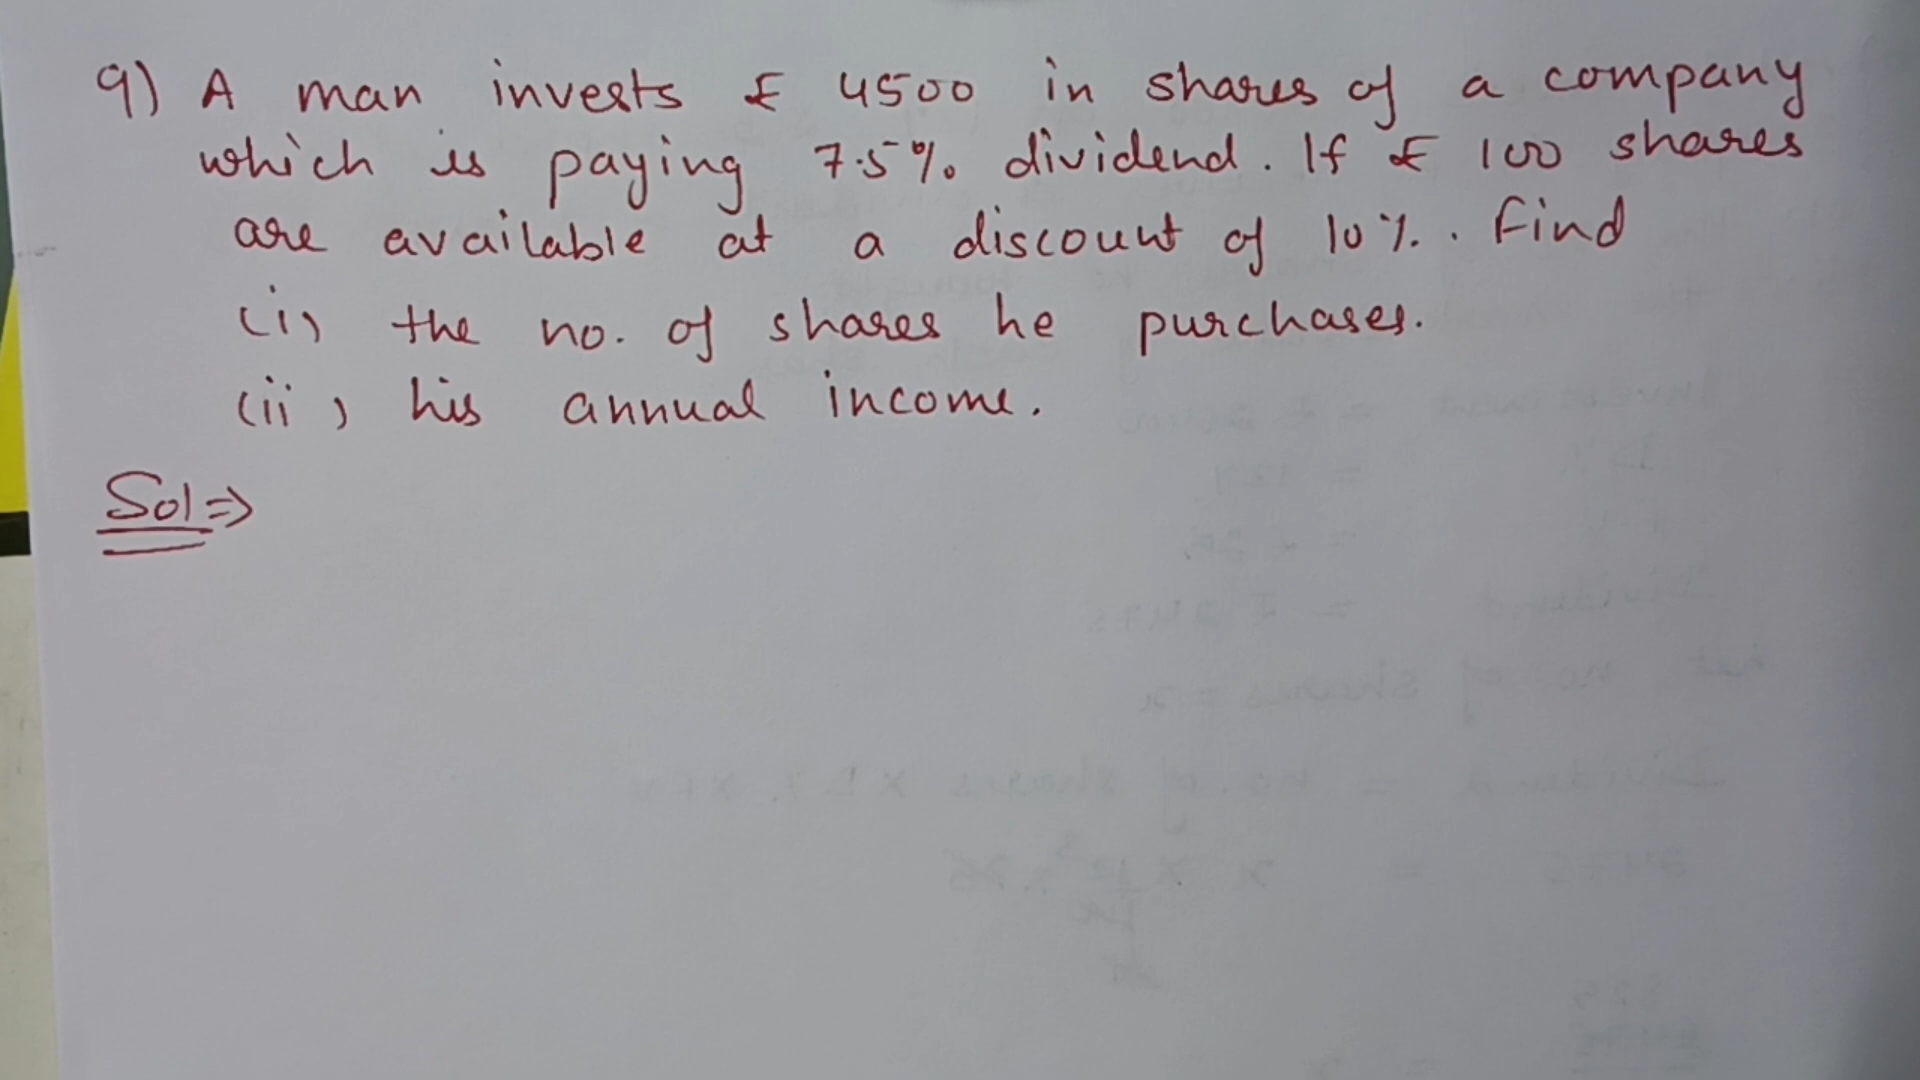 9) A man invests ₹ 4500 in shares of a company
which is paying 7.5% dividend. If ₹ 100 shares
are available at a discount of 10%. Find
(i) the no. of shares he purchases.
(ii) his annual income.
Sol⇒